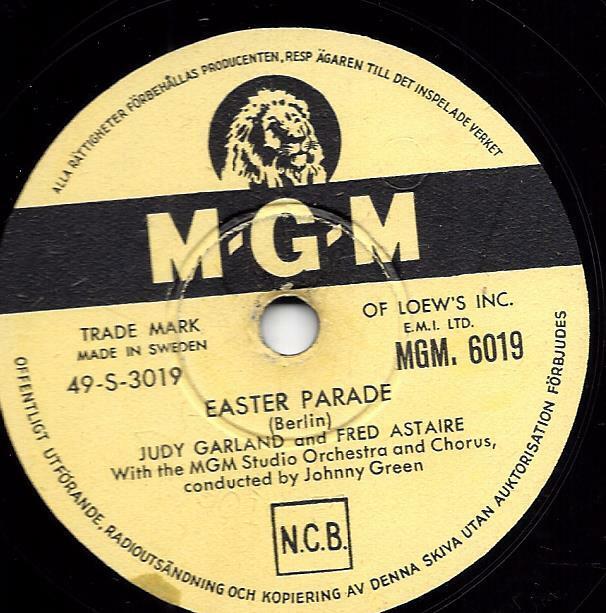 ALLA RÄTTIGHETER FÖRBEHÅLLAS PRODUCENTEN, RESP ÄGAREN TILL DET INSPELADE VERKET
M-G-M
TRADE MARK
MADE IN SWEDEN
49-S-3019
OF LOEW'S INC.
E.M.I. LTD.
MGM. 6019
EASTER PARADE
(Berlin)
JUDY GARLAND and FRED ASTAIRE
With the MGM Studio Orchestra and Chorus,
conducted by Johnny Green
N.C.B.
OFFENTLIGT UTFÖRANDE, RADIOUTSÄNDNING OCH KOPIERING AV DENNA SKIVA UTAN AUKTORISATION FÖRBJUDES